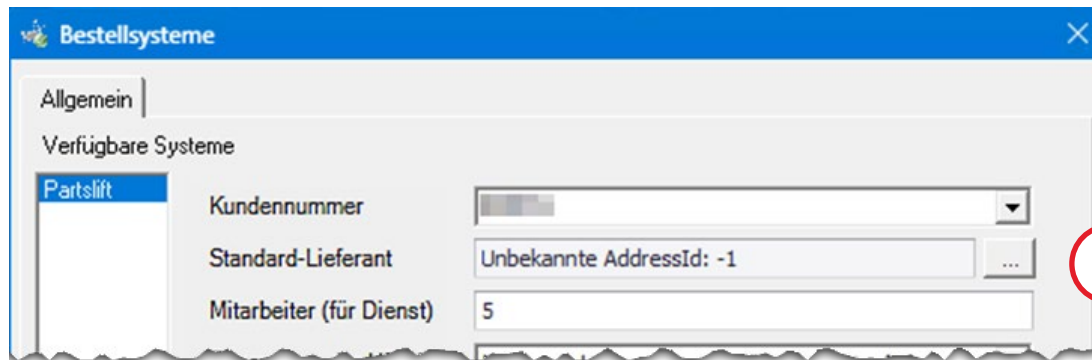 Bestellsysteme
Allgemein
Verfügbare Systeme
Partslift
Kundennummer
Standard-Lieferant
Unbekannte AddressId: -1
...
Mitarbeiter (für Dienst)
5